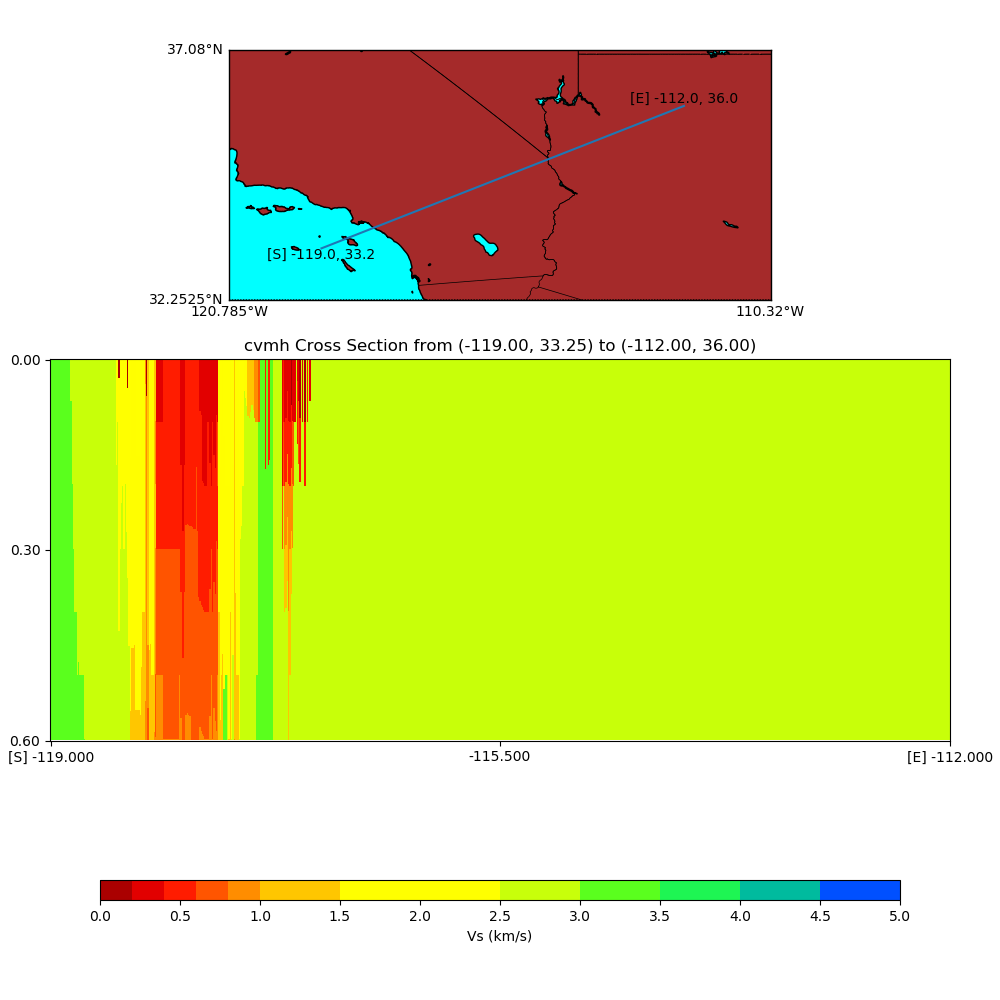 37.08°N
[E] -112.0, 36.0
[S] -119.0, 33.2
32.2525°N
120.785°W 110.32°W
cvmh Cross Section from (-119.00, 33.25) to (-112.00, 36.00)
0.00
0.30
0.60
[S] -119.000 -115.500 [E] -112.000
0.0 0.5 1.0 1.5 2.0 2.5 3.0 3.5 4.0 4.5 5.0
Vs (km/s)